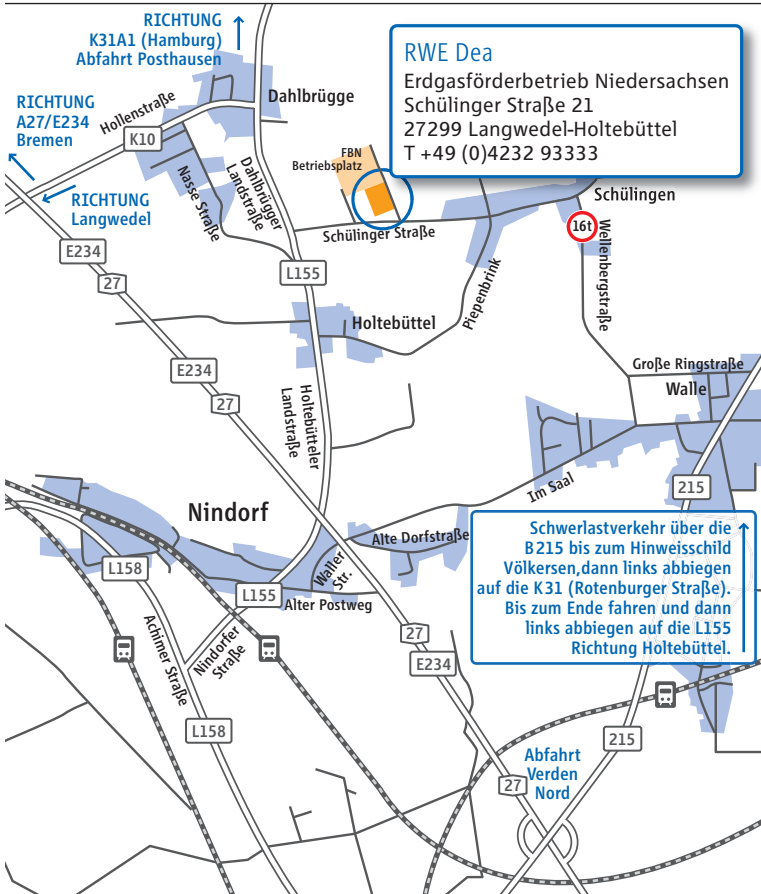 RICHTUNG
K31A1 (Hamburg)
Abfahrt Posthausen
RWE Dea
Erdgasförderbetrieb Niedersachsen
Schülinger Straße 21
27299 Langwedel-Holtebüttel
T +49 (0)4232 93333
RICHTUNG
A27/E234
Bremen
Hollenstraße
Dahlbrügge
K10
FBN
Betriebsplatz
RICHTUNG
Langwedel
Nasse Straße
Dahlbrügger
Landstraße
Schülingen
16t
Schülinger Straße
Wellenbergstraße
E234
27
L155
Piepenbrink
Holtebüttel
E234
27
Große Ringstraße
Walle
Holtebütteler
Landstraße
215
Im Saal
Nindorf
Alte Dorfstraße
Waller
Str.
Schwerlastverkehr über die
B215 bis zum Hinweisschild
Völkersen,dann links abbiegen
auf die K31 (Rotenburger Straße).
Bis zum Ende fahren und dann
links abbiegen auf die L155
Richtung Holtebüttel.
L158
L155
Alter Postweg
Achimer Straße
Nindorfer
Straße
27
E234
L158
215
Abfahrt
Verden
Nord
27